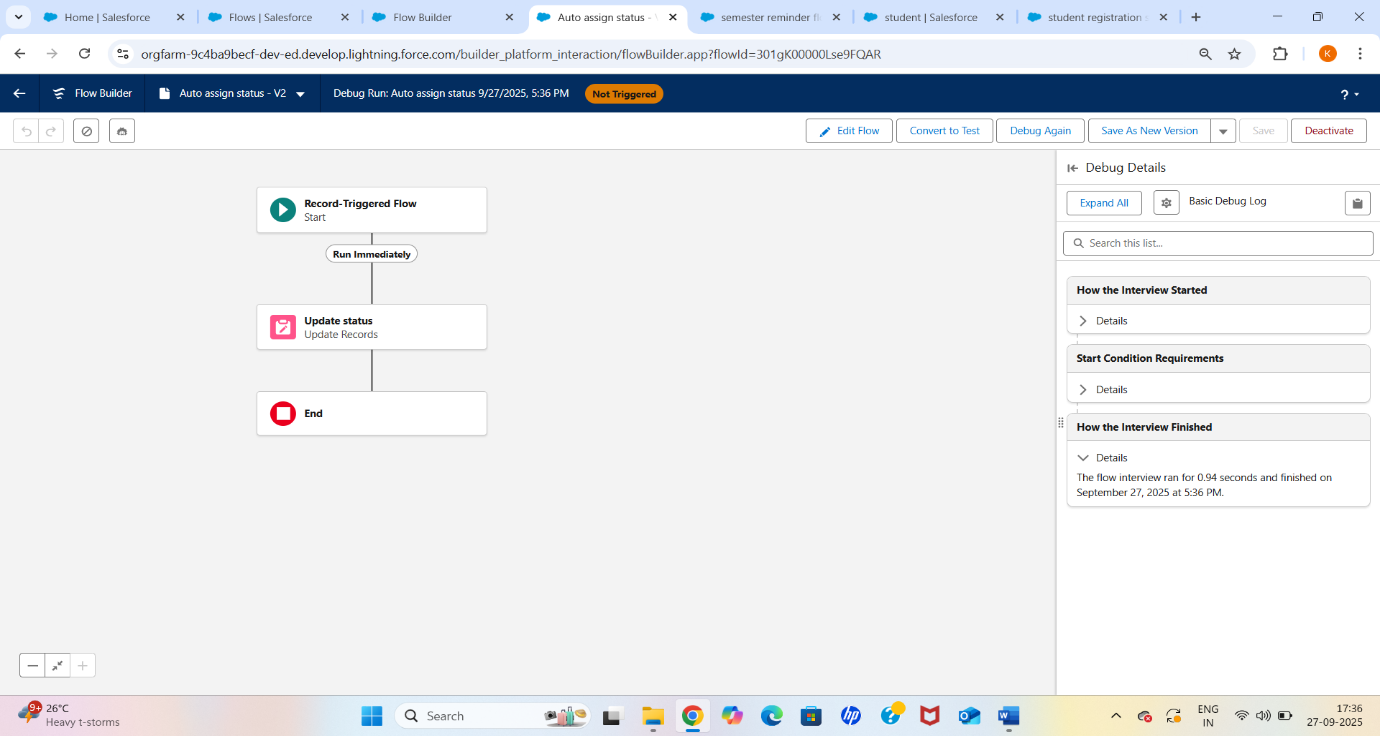 Home | Salesforce
Flows | Salesforce
Flow Builder
Auto assign status -
semester reminder fl
student | Salesforce
student registration
orgfarm-9c4ba9becf-dev-ed.develop.lightning.force.com/builder_platform_interaction/flowBuilder.app?flowId=301gK00000Lse9FQAR
K
Flow Builder
Auto assign status - V2
Debug Run: Auto assign status 9/27/2025, 5:36 PM
Not Triggered
?
Edit Flow
Convert to Test
Debug Again
Save As New Version
Save
Deactivate
Record-Triggered Flow
Start
Run Immediately
Update status
Update Records
End
Debug Details
Expand All
Basic Debug Log
Search this list...
How the Interview Started
Details
Start Condition Requirements
Details
How the Interview Finished
Details
The flow interview ran for 0.94 seconds and finished on
September 27, 2025 at 5:36 PM.
9+
26°C
Heavy t-storms
Search
ENG
IN
17:36
27-09-2025